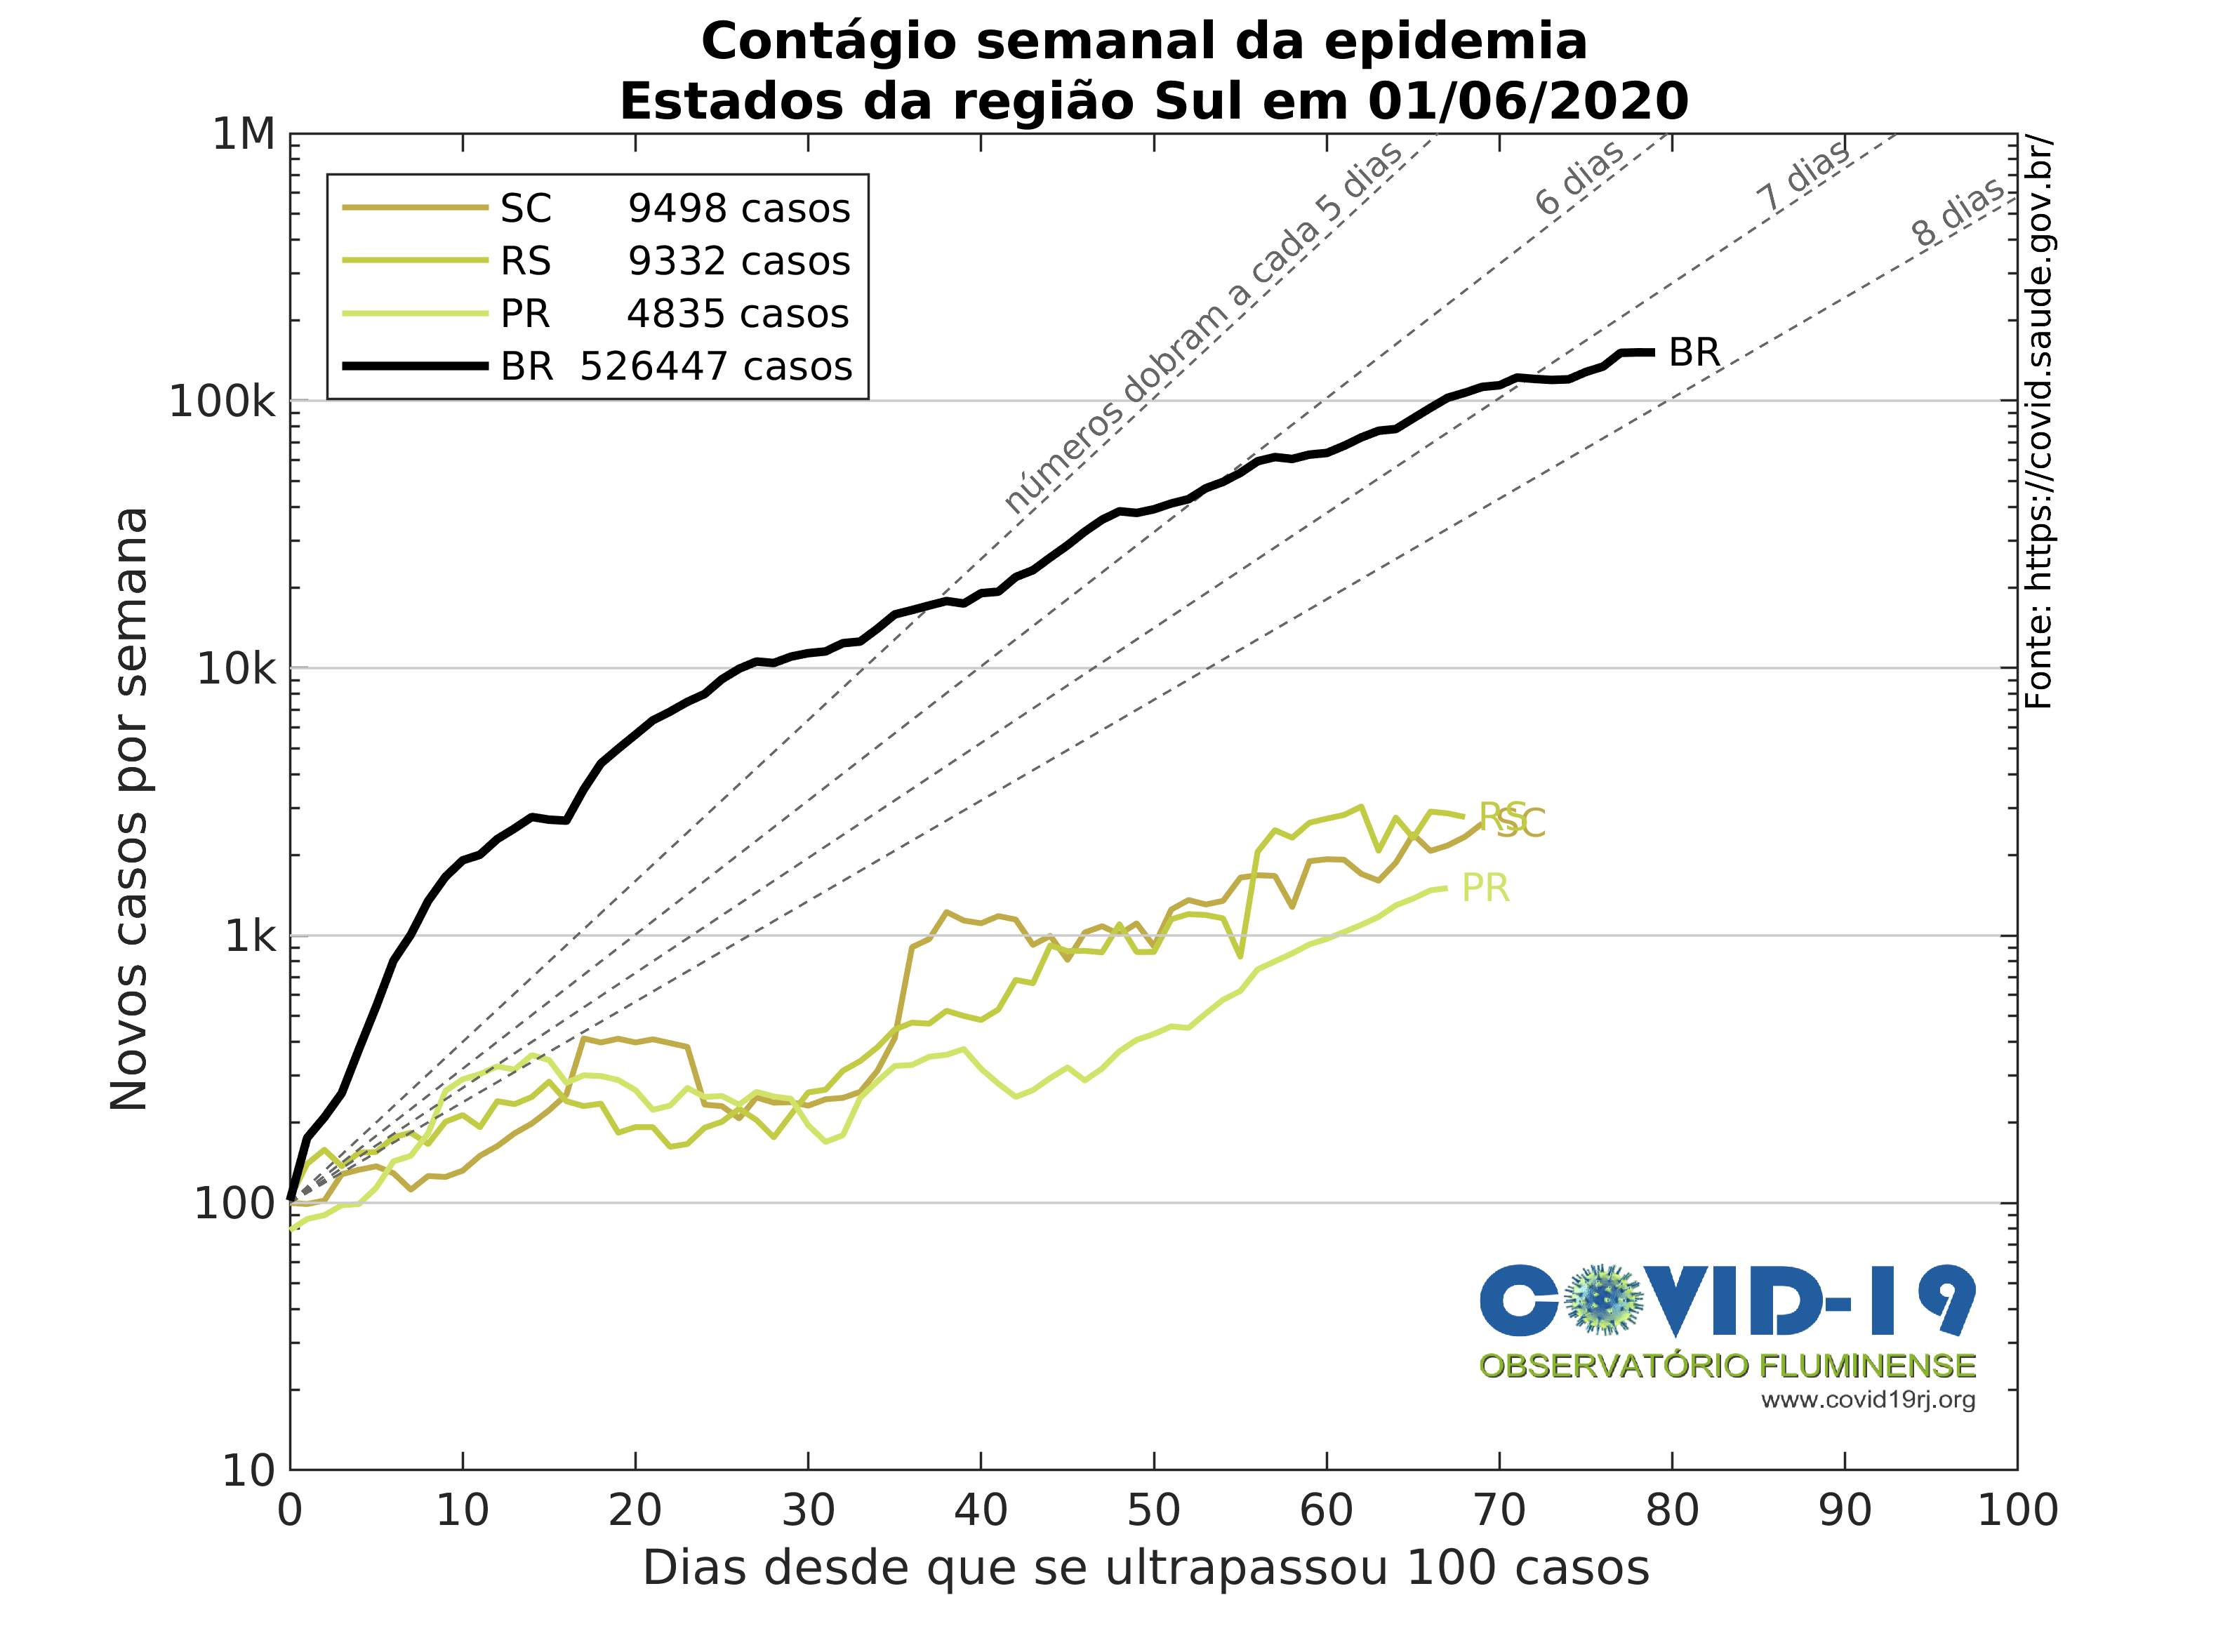 Contágio semanal da epidemia
Estados da região Sul em 01/06/2020
1M
100k
10k
1k
100
10
Novos casos por semana
SC 9498 casos
RS 9332 casos
PR 4835 casos
BR 526447 casos
números dobram a cada 5 dias
6 dias
7 dias
8 dias
BR
RS
SC
PR
Fonte: https://covid.saude.gov.br/
COVID-19
OBSERVATÓRIO FLUMINENSE
www.covid19rj.org
0 10 20 30 40 50 60 70 80 90 100
Dias desde que se ultrapassou 100 casos